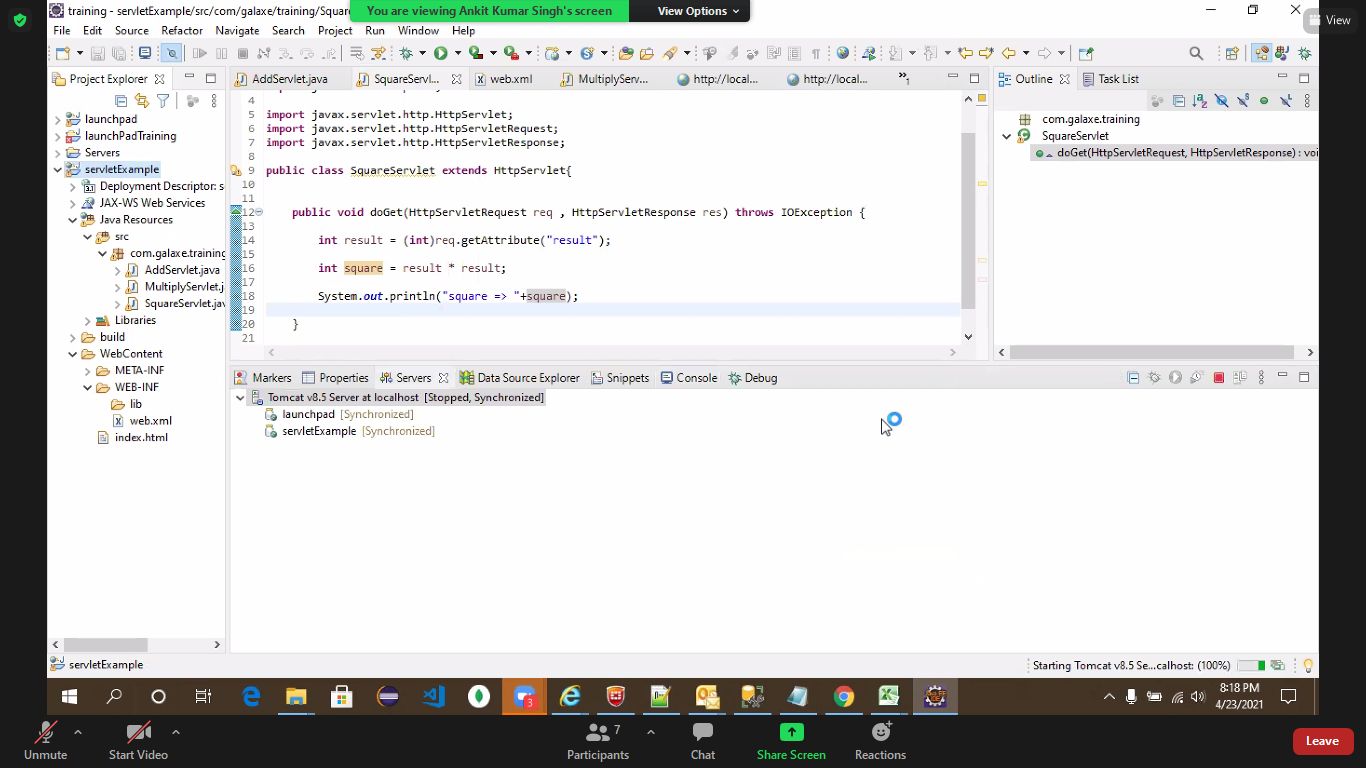 You are viewing Ankit Kumar Singh's screen
View Options
View
training - servletExample/src/com/galaxe/training/Squar
File Edit Source Refactor Navigate Search Project Run Window Help
Project Explorer
AddServlet.java
SquareServl...
web.xml
MultiplyServ...
http://local...
http://local...
»1
Outline
Task List
launchpad
launchPadTraining
Servers
servletExample
Deployment Descriptor: s
JAX-WS Web Services
Java Resources
src
com.galaxe.training
AddServlet.java
MultiplyServlet.j
SquareServlet.jav
Libraries
build
WebContent
META-INF
WEB-INF
lib
web.xml
index.html
4
5 import javax.servlet.http.HttpServlet;
6 import javax.servlet.http.HttpServletRequest;
7 import javax.servlet.http.HttpServletResponse;
8
9 public class SquareServlet extends HttpServlet{
10
11
12 public void doGet(HttpServletRequest req , HttpServletResponse res) throws IOException {
13
14 int result = (int)req.getAttribute("result");
15
16 int square = result * result;
17
18 System.out.println("square => "+square);
19
20 }
21
com.galaxe.training
SquareServlet
doGet(HttpServletRequest, HttpServletResponse) : voi
Markers Properties Servers Data Source Explorer Snippets Console Debug
Tomcat v8.5 Server at localhost [Stopped, Synchronized]
launchpad [Synchronized]
servletExample [Synchronized]
servletExample
Starting Tomcat v8.5 Se...calhost: (100%)
3
8:18 PM
4/23/2021
Unmute
Start Video
Participants
7
Chat
Share Screen
Reactions
Leave